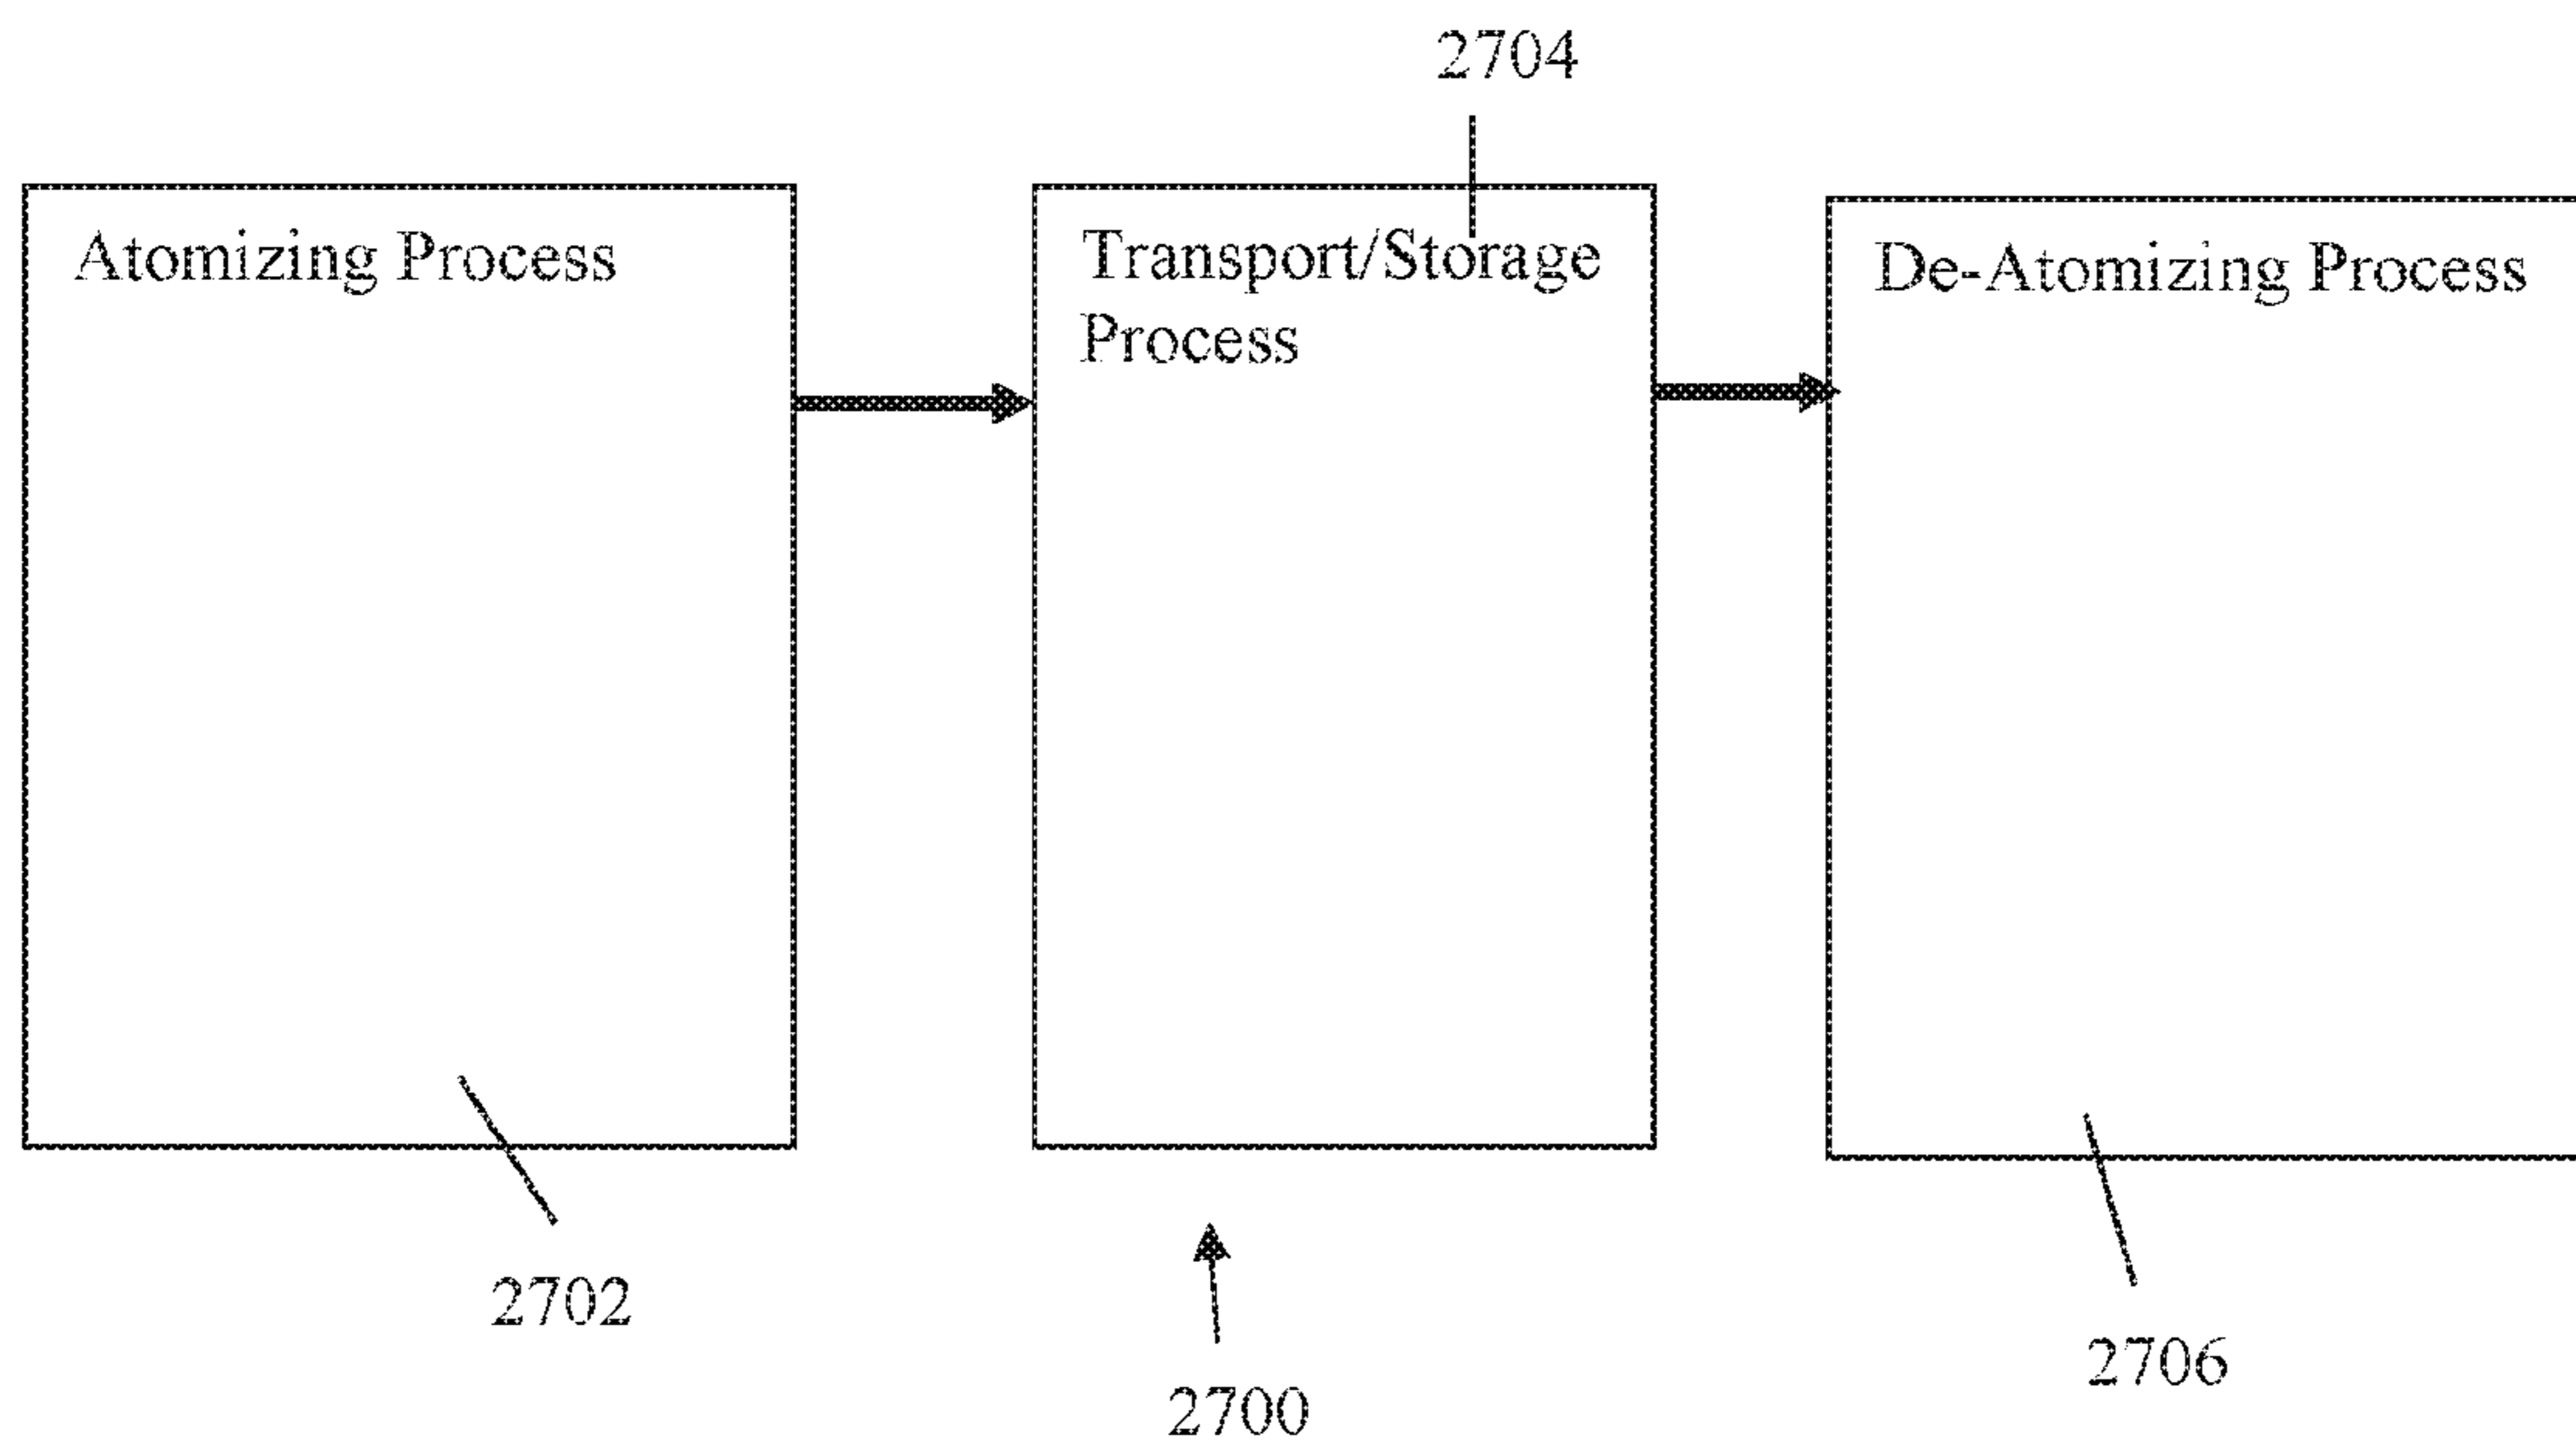 2704
Atomizing Process
Transport/Storage
Process
De-Atomizing Process
2702
2700
2706